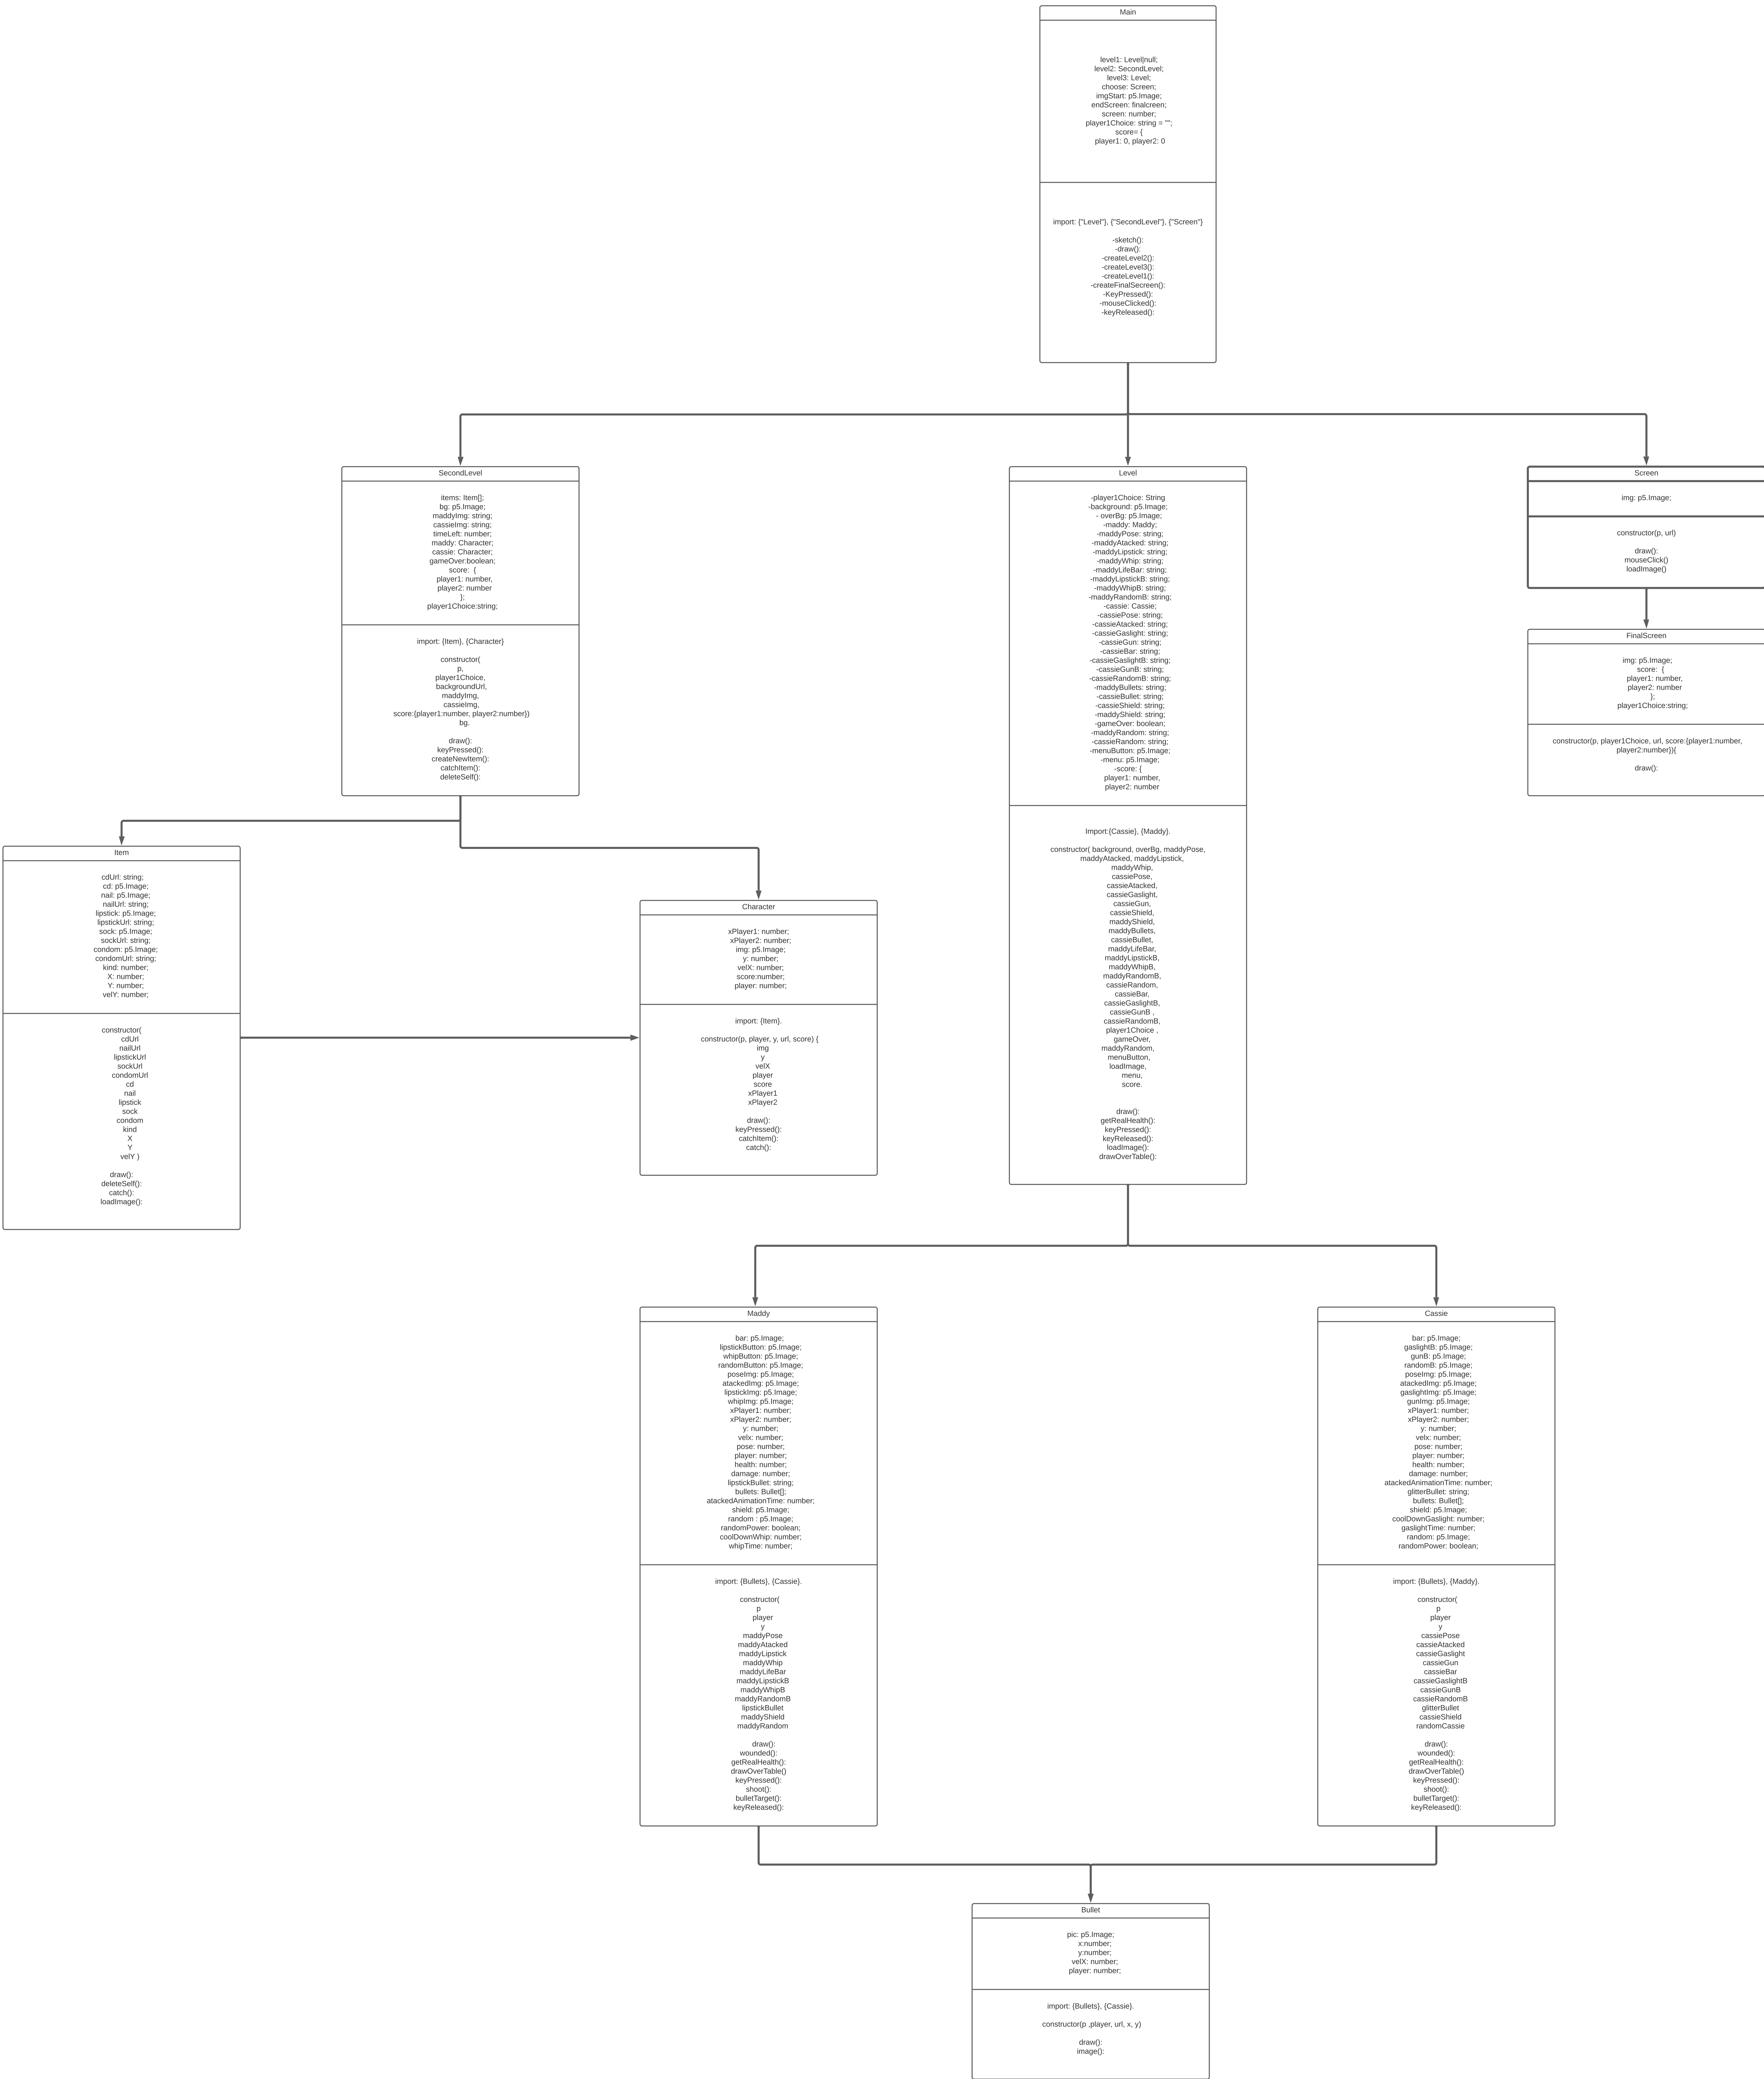 Main
level1: Level|null;
level2: SecondLevel;
level3: Level;
choose: Screen;
imgStart: p5.Image;
endScreen: finalcreen;
screen: number;
player1Choice: string = "";
score= {
player1: 0, player2: 0
import: {"Level"}, {"SecondLevel"}, {"Screen"}
-sketch():
-draw():
-createLevel2():
-createLevel3():
-createLevel1():
-createFinalSecreen():
-KeyPressed():
-mouseClicked():
-keyReleased():
SecondLevel
items: Item[];
bg: p5.Image;
maddyImg: string;
cassieImg: string;
timeLeft: number;
maddy: Character;
cassie: Character;
gameOver:boolean;
score:  {
player1: number,
player2: number
};
player1Choice:string;
import: {Item}, {Character}
constructor(
p,
player1Choice,
backgroundUrl,
maddyImg,
cassieImg,
score:{player1:number, player2:number})
bg.
draw():
keyPressed():
createNewItem():
catchItem():
deleteSelf():
Level
-player1Choice: String
-background: p5.Image;
- overBg: p5.Image;
-maddy: Maddy;
-maddyPose: string;
-maddyAtacked: string;
-maddyLipstick: string;
-maddyWhip: string;
-maddyLifeBar: string;
-maddyLipstickB: string;
-maddyWhipB: string;
-maddyRandomB: string;
-cassie: Cassie;
-cassiePose: string;
-cassieAtacked: string;
-cassieGaslight: string;
-cassieGun: string;
-cassieBar: string;
-cassieGaslightB: string;
-cassieGunB: string;
-cassieRandomB: string;
-maddyBullets: string;
-cassieBullet: string;
-cassieShield: string;
-maddyShield: string;
-gameOver: boolean;
-maddyRandom: string;
-cassieRandom: string;
-menuButton: p5.Image;
-menu: p5.Image;
-score: {
player1: number,
player2: number
Import:{Cassie}, {Maddy}.
constructor( background, overBg, maddyPose,
maddyAtacked, maddyLipstick,
maddyWhip,
cassiePose,
cassieAtacked,
cassieGaslight,
cassieGun,
cassieShield,
maddyShield,
maddyBullets,
cassieBullet,
maddyLifeBar,
maddyLipstickB,
maddyWhipB,
maddyRandomB,
cassieRandom,
cassieBar,
cassieGaslightB,
cassieGunB ,
cassieRandomB,
player1Choice ,
gameOver,
maddyRandom,
menuButton,
loadImage,
menu,
score.
draw():
getRealHealth():
keyPressed():
keyReleased():
loadImage():
drawOverTable():
Screen
img: p5.Image;
constructor(p, url)
draw():
mouseClick()
loadImage()
FinalScreen
img: p5.Image;
score:  {
player1: number,
player2: number
};
player1Choice:string;
constructor(p, player1Choice, url, score:{player1:number,
player2:number}){
draw():
Item
cdUrl: string;
cd: p5.Image;
nail: p5.Image;
nailUrl: string;
lipstick: p5.Image;
lipstickUrl: string;
sock: p5.Image;
sockUrl: string;
condom: p5.Image;
condomUrl: string;
kind: number;
X: number;
Y: number;
velY: number;
constructor(
cdUrl
nailUrl
lipstickUrl
sockUrl
condomUrl
cd
nail
lipstick
sock
condom
kind
X
Y
velY )
draw():
deleteSelf():
catch():
loadImage():
Character
xPlayer1: number;
xPlayer2: number;
img: p5.Image;
y: number;
velX: number;
score:number;
player: number;
import: {Item}.
constructor(p, player, y, url, score) {
img
y
velX
player
score
xPlayer1
xPlayer2
draw():
keyPressed():
catchItem():
catch():
Maddy
bar: p5.Image;
lipstickButton: p5.Image;
whipButton: p5.Image;
randomButton: p5.Image;
poseImg: p5.Image;
atackedImg: p5.Image;
lipstickImg: p5.Image;
whipImg: p5.Image;
xPlayer1: number;
xPlayer2: number;
y: number;
velx: number;
pose: number;
player: number;
health: number;
damage: number;
lipstickBullet: string;
bullets: Bullet[];
atackedAnimationTime: number;
shield: p5.Image;
random : p5.Image;
randomPower: boolean;
coolDownWhip: number;
whipTime: number;
import: {Bullets}, {Cassie}.
constructor(
p
player
y
maddyPose
maddyAtacked
maddyLipstick
maddyWhip
maddyLifeBar
maddyLipstickB
maddyWhipB
maddyRandomB
lipstickBullet
maddyShield
maddyRandom
draw():
wounded():
getRealHealth():
drawOverTable()
keyPressed():
shoot():
bulletTarget():
keyReleased():
Cassie
bar: p5.Image;
gaslightB: p5.Image;
gunB: p5.Image;
randomB: p5.Image;
poseImg: p5.Image;
atackedImg: p5.Image;
gaslightImg: p5.Image;
gunImg: p5.Image;
xPlayer1: number;
xPlayer2: number;
y: number;
velx: number;
pose: number;
player: number;
health: number;
damage: number;
atackedAnimationTime: number;
glitterBullet: string;
bullets: Bullet[];
shield: p5.Image;
coolDownGaslight: number;
gaslightTime: number;
random: p5.Image;
randomPower: boolean;
import: {Bullets}, {Maddy}.
constructor(
p
player
y
cassiePose
cassieAtacked
cassieGaslight
cassieGun
cassieBar
cassieGaslightB
cassieGunB
cassieRandomB
glitterBullet
cassieShield
randomCassie
draw():
wounded():
getRealHealth():
drawOverTable()
keyPressed():
shoot():
bulletTarget():
keyReleased():
Bullet
pic: p5.Image;
x:number;
y:number;
velX: number;
player: number;
import: {Bullets}, {Cassie}.
constructor(p ,player, url, x, y)
draw():
image():